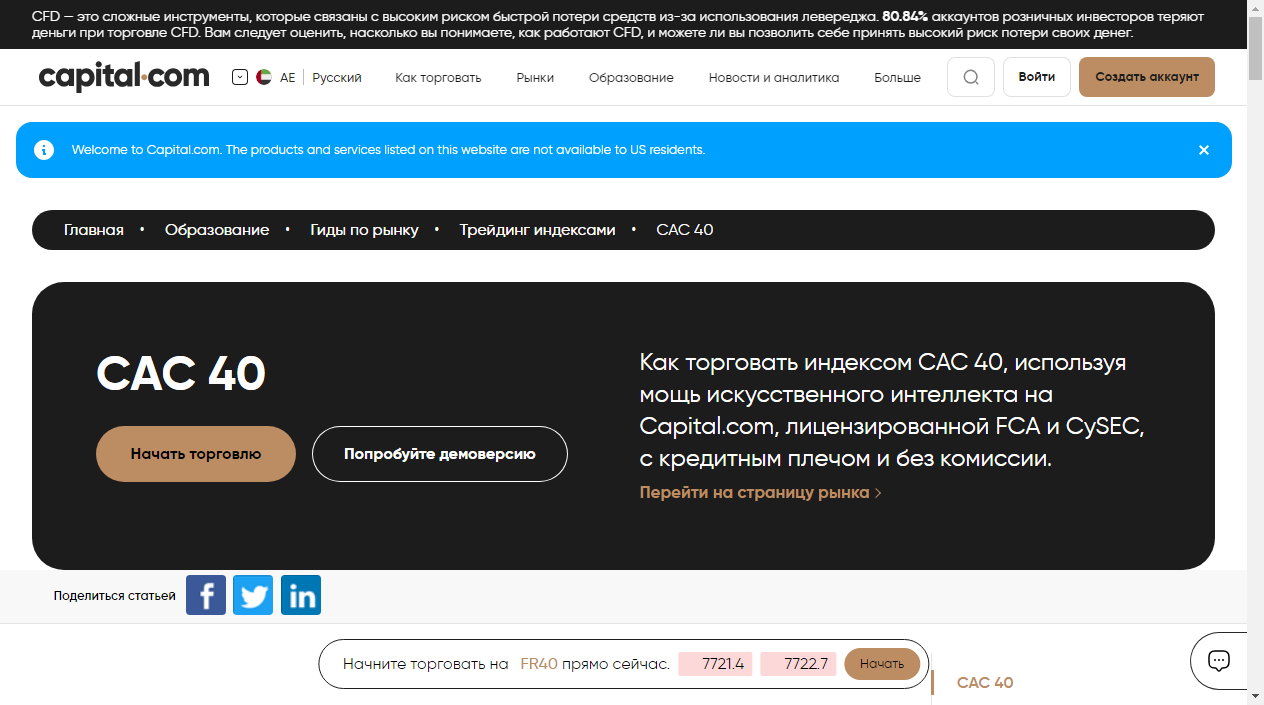 CFD — это сложные инструменты, которые связаны с высоким риском быстрой потери средств из-за использования левереджа. 80.84% аккаунтов розничных инвесторов теряют
деньги при торговле CFD. Вам следует оценить, насколько вы понимаете, как работают CFD, и можете ли вы позволить себе принять высокий риск потери своих денег.
capital.com AE Русский Как торговать Рынки Образование Новости и аналитика Больше Войти Создать аккаунт
Welcome to Capital.com. The products and services listed on this website are not available to US residents.
Главная • Образование • Гиды по рынку • Трейдинг индексами • CAC 40
CAC 40
Начать торговлю Попробуйте демоверсию
Как торговать индексом CAC 40, используя
мощь искусственного интеллекта на
Capital.com, лицензированной FCA и CySEC,
с кредитным плечом и без комиссии.
Перейти на страницу рынка >
Поделиться статьей
Начните торговать на FR40 прямо сейчас. 7721.4 7722.7 Начать
CAC 40